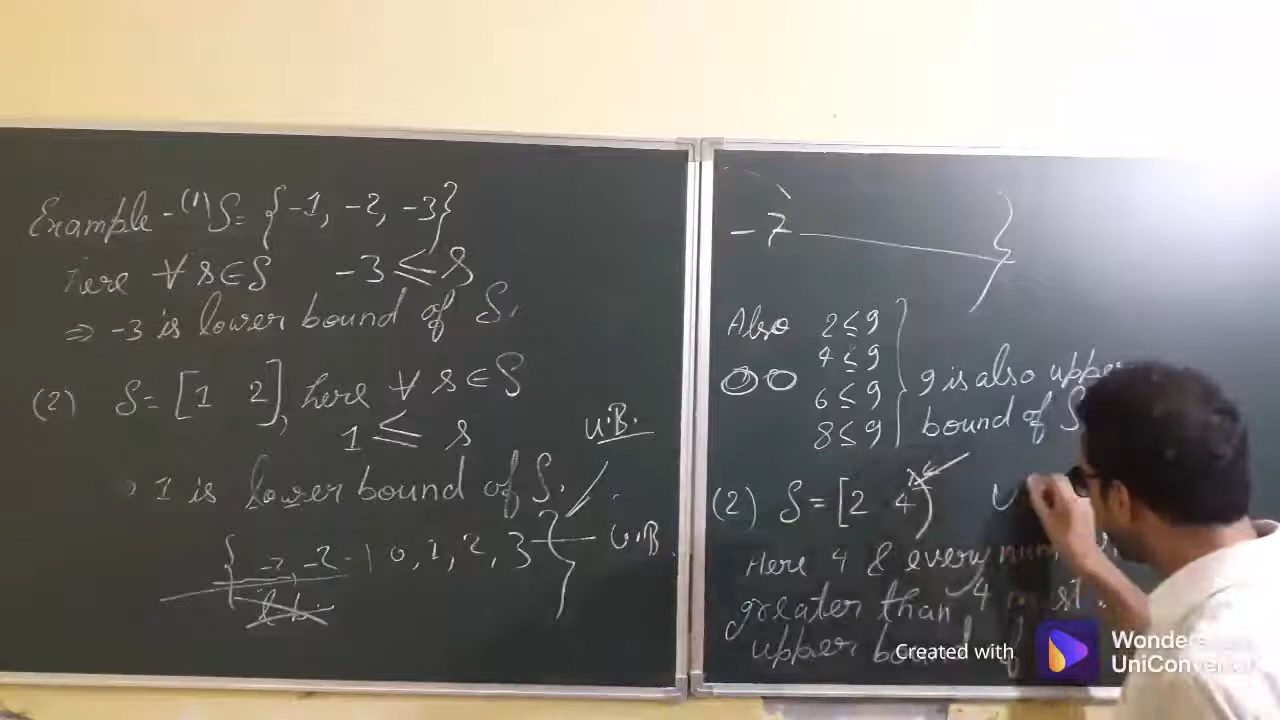 Example - (1) S = {-1, -2, -3}
here ∀ s∈S -3 ≤ s
⇒ -3 is lower bound of S.
(2) S = [1 2], here ∀ s∈S
1 ≤ s
1 is lower bound of S.
U.B.
{ -2 -1 0, 1, 2, 3 } U.B.
-7 }
Also 2 ≤ 9
4 ≤ 9
6 ≤ 9
8 ≤ 9
9 is also upper
bound of S
(2) S = [2 4)
Here 4 & every
greater than 4
upper bound of
Created with